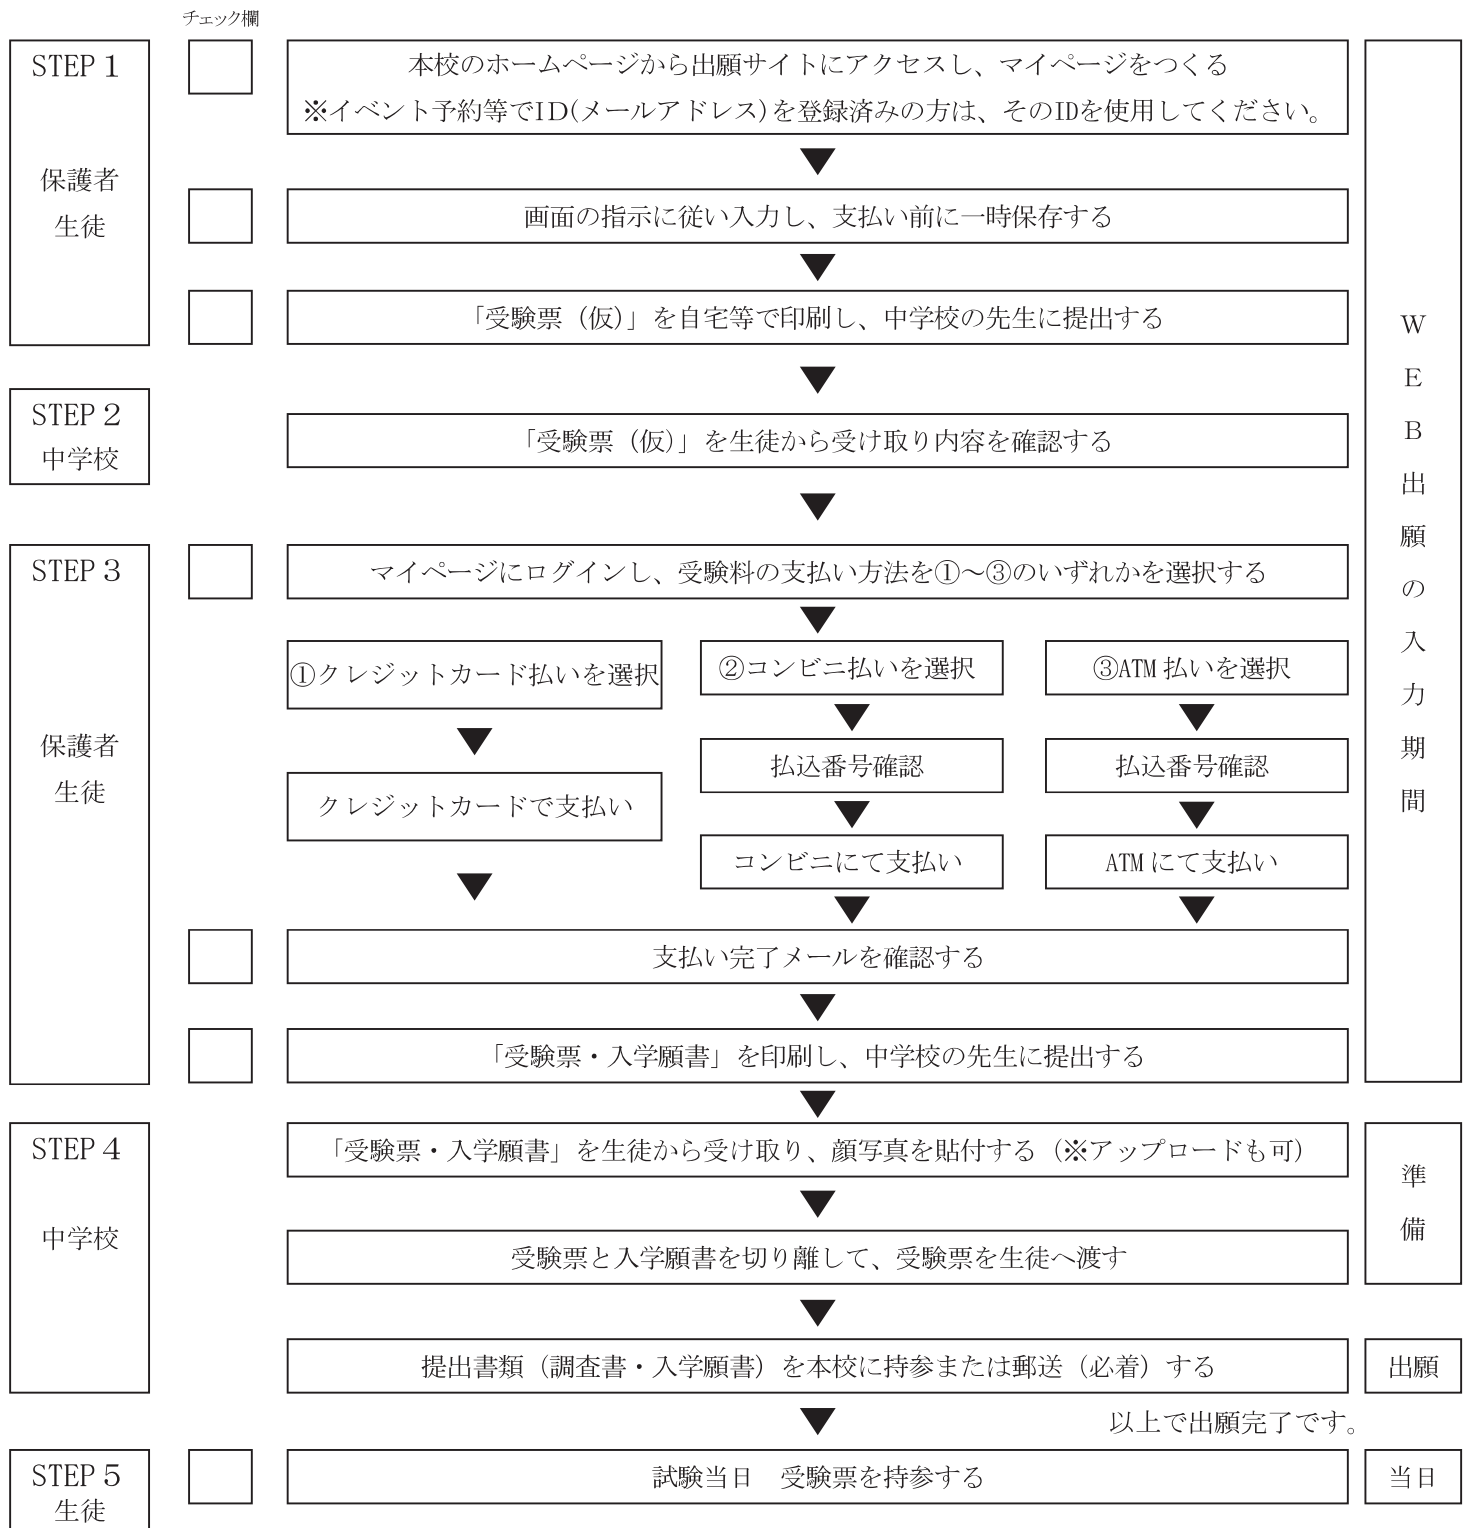 チェック欄
STEP 1
保護者
生徒
本校のホームページから出願サイトにアクセスし、マイページをつくる
※イベント予約等でID(メールアドレス)を登録済みの方は、そのIDを使用してください。
画面の指示に従い入力し、支払い前に一時保存する
「受験票（仮）」を自宅等で印刷し、中学校の先生に提出する
STEP 2
中学校
「受験票（仮）」を生徒から受け取り内容を確認する
STEP 3
保護者
生徒
マイページにログインし、受験料の支払い方法を①～③のいずれかを選択する
①クレジットカード払いを選択
クレジットカードで支払い
②コンビニ払いを選択
払込番号確認
コンビニにて支払い
③ATM 払いを選択
払込番号確認
ATM にて支払い
支払い完了メールを確認する
「受験票・入学願書」を印刷し、中学校の先生に提出する
WEB出願の入力期間
STEP 4
中学校
「受験票・入学願書」を生徒から受け取り、顔写真を貼付する（※アップロードも可）
受験票と入学願書を切り離して、受験票を生徒へ渡す
準備
提出書類（調査書・入学願書）を本校に持参または郵送（必着）する
出願
以上で出願完了です。
STEP 5
生徒
試験当日　受験票を持参する
当日